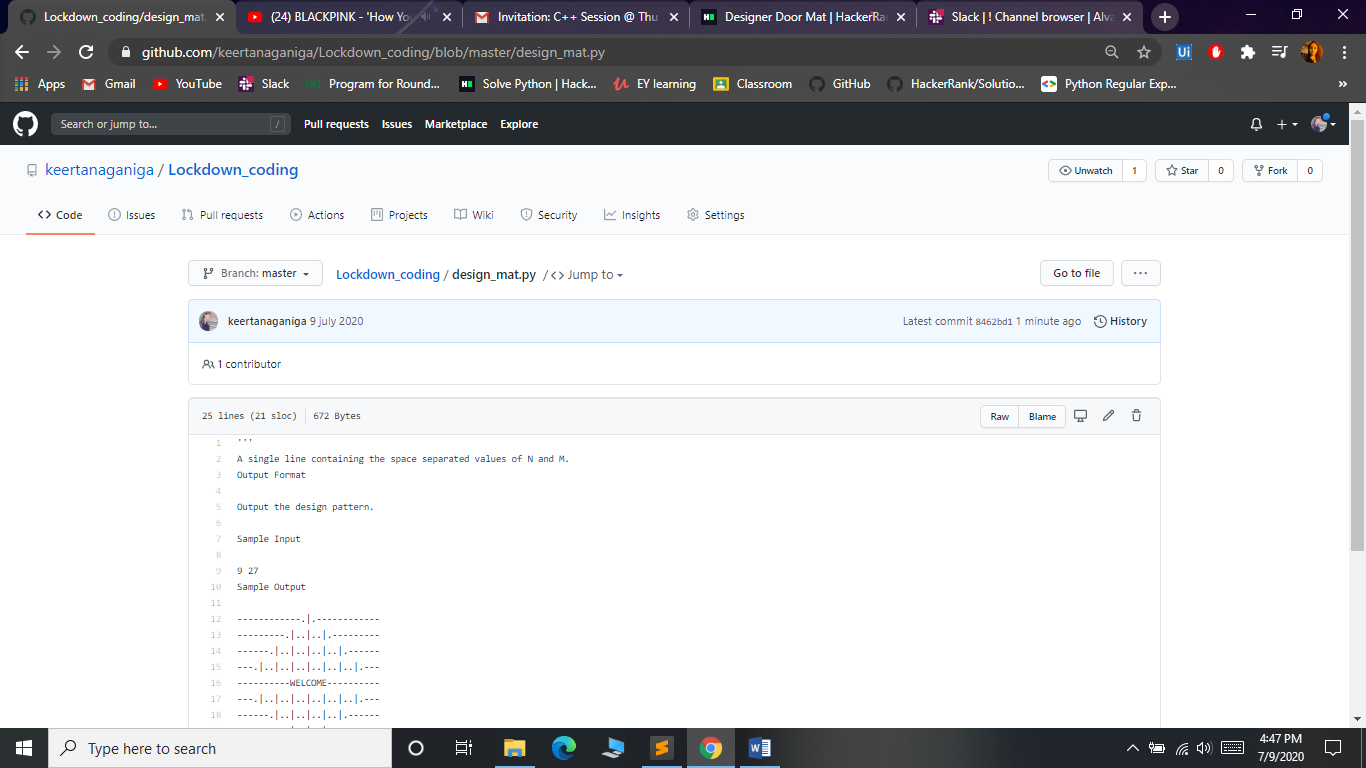 Lockdown_coding/design_mat
(24) BLACKPINK - 'How Yo
Invitation: C++ Session @ Thu
Designer Door Mat | HackerRa
Slack | ! Channel browser | Alva
github.com/keertanaganiga/Lockdown_coding/blob/master/design_mat.py
Apps Gmail YouTube Slack Program for Round... Solve Python | Hack... EY learning Classroom GitHub HackerRank/Solutio... Python Regular Exp... »
Search or jump to... / Pull requests Issues Marketplace Explore
keertanaganiga / Lockdown_coding
Unwatch 1 Star 0 Fork 0
Code Issues Pull requests Actions Projects Wiki Security Insights Settings
Branch: master Lockdown_coding / design_mat.py / <> Jump to Go to file ...
keertanaganiga 9 july 2020 Latest commit 8462bd1 1 minute ago History
1 contributor
25 lines (21 sloc) 672 Bytes Raw Blame
1 '''
2 A single line containing the space separated values of N and M.
3 Output Format
4
5 Output the design pattern.
6
7 Sample Input
8
9 9 27
10 Sample Output
11
12 ------------.|.------------
13 ---------.|..|..|.---------
14 ------.|..|..|..|..|.------
15 ---.|..|..|..|..|..|..|.---
16 ----------WELCOME----------
17 ---.|..|..|..|..|..|..|.---
18 ------.|..|..|..|..|.------
Type here to search
4:47 PM
7/9/2020